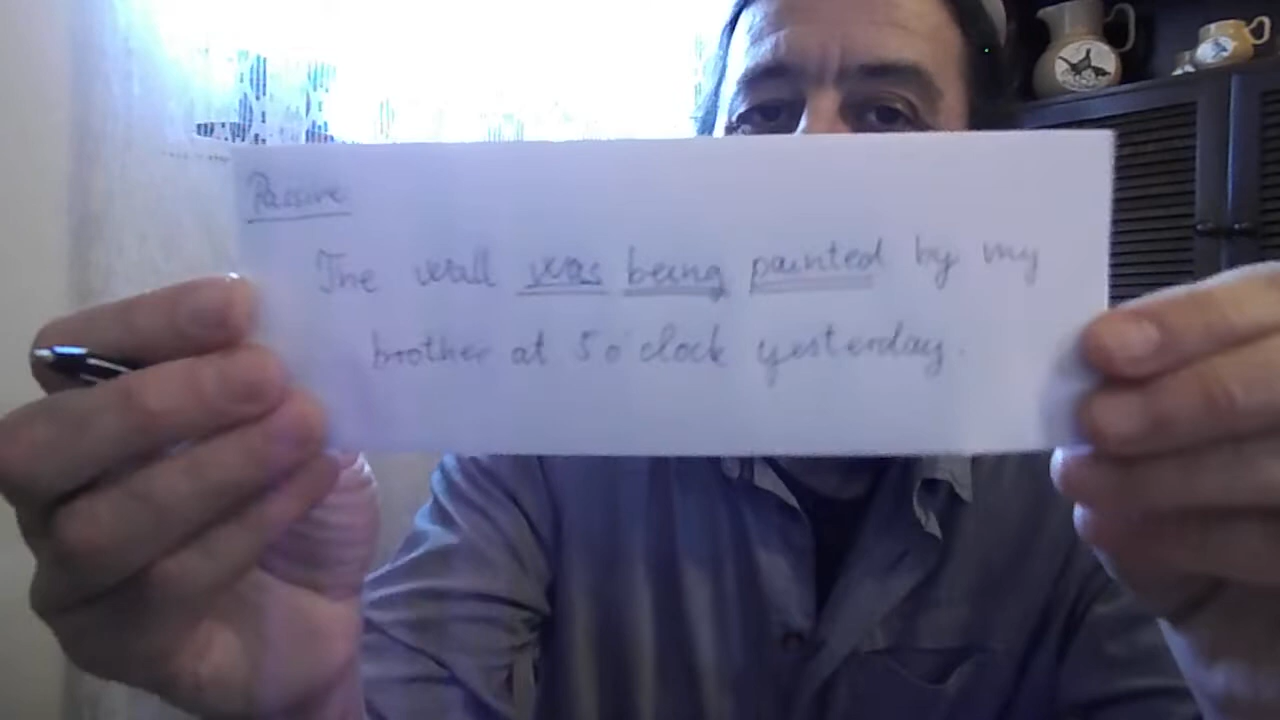 Passive
The wall was being painted by my
brother at 5 o'clock yesterday.